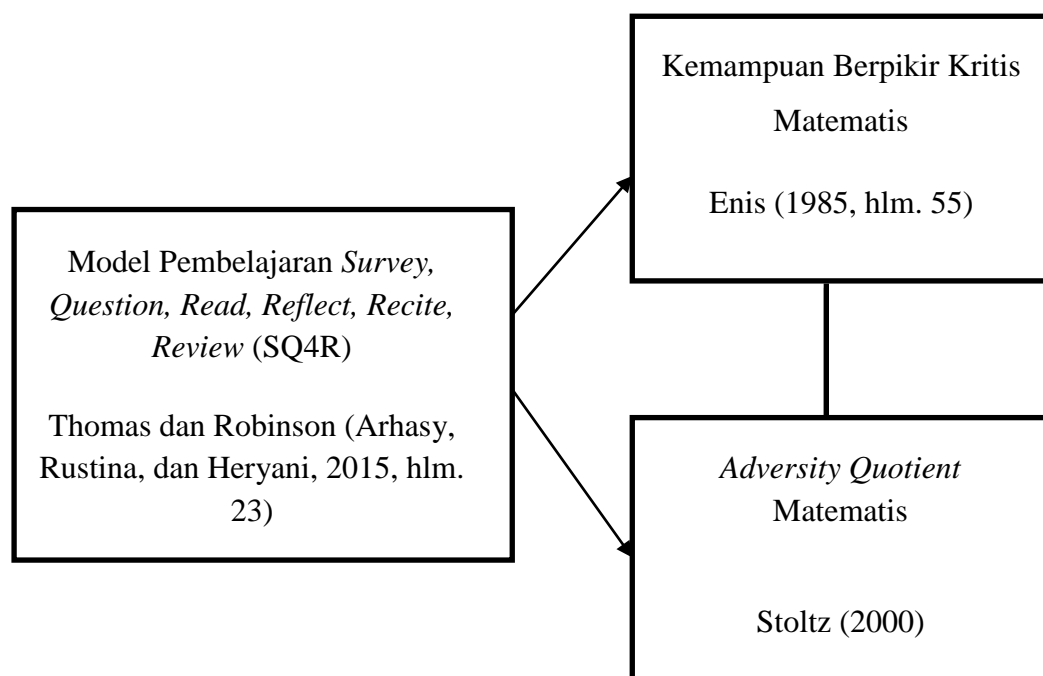 Model Pembelajaran Survey,
Question, Read, Reflect, Recite,
Review (SQ4R)
Thomas dan Robinson (Arhasy,
Rustina, dan Heryani, 2015, hlm.
23)
Kemampuan Berpikir Kritis
Matematis
Enis (1985, hlm. 55)
Adversity Quotient
Matematis
Stoltz (2000)